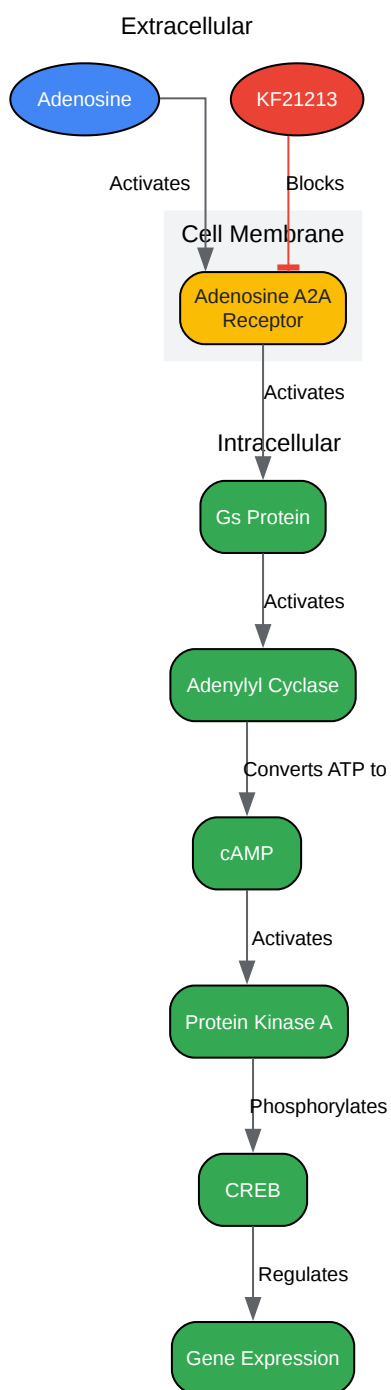 Extracellular
Adenosine
KF21213
Activates
Blocks
Cell Membrane
Adenosine A2A
Receptor
Activates
Intracellular
Gs Protein
Activates
Adenylyl Cyclase
Converts ATP to
cAMP
Activates
Protein Kinase A
Phosphorylates
CREB
Regulates
Gene Expression